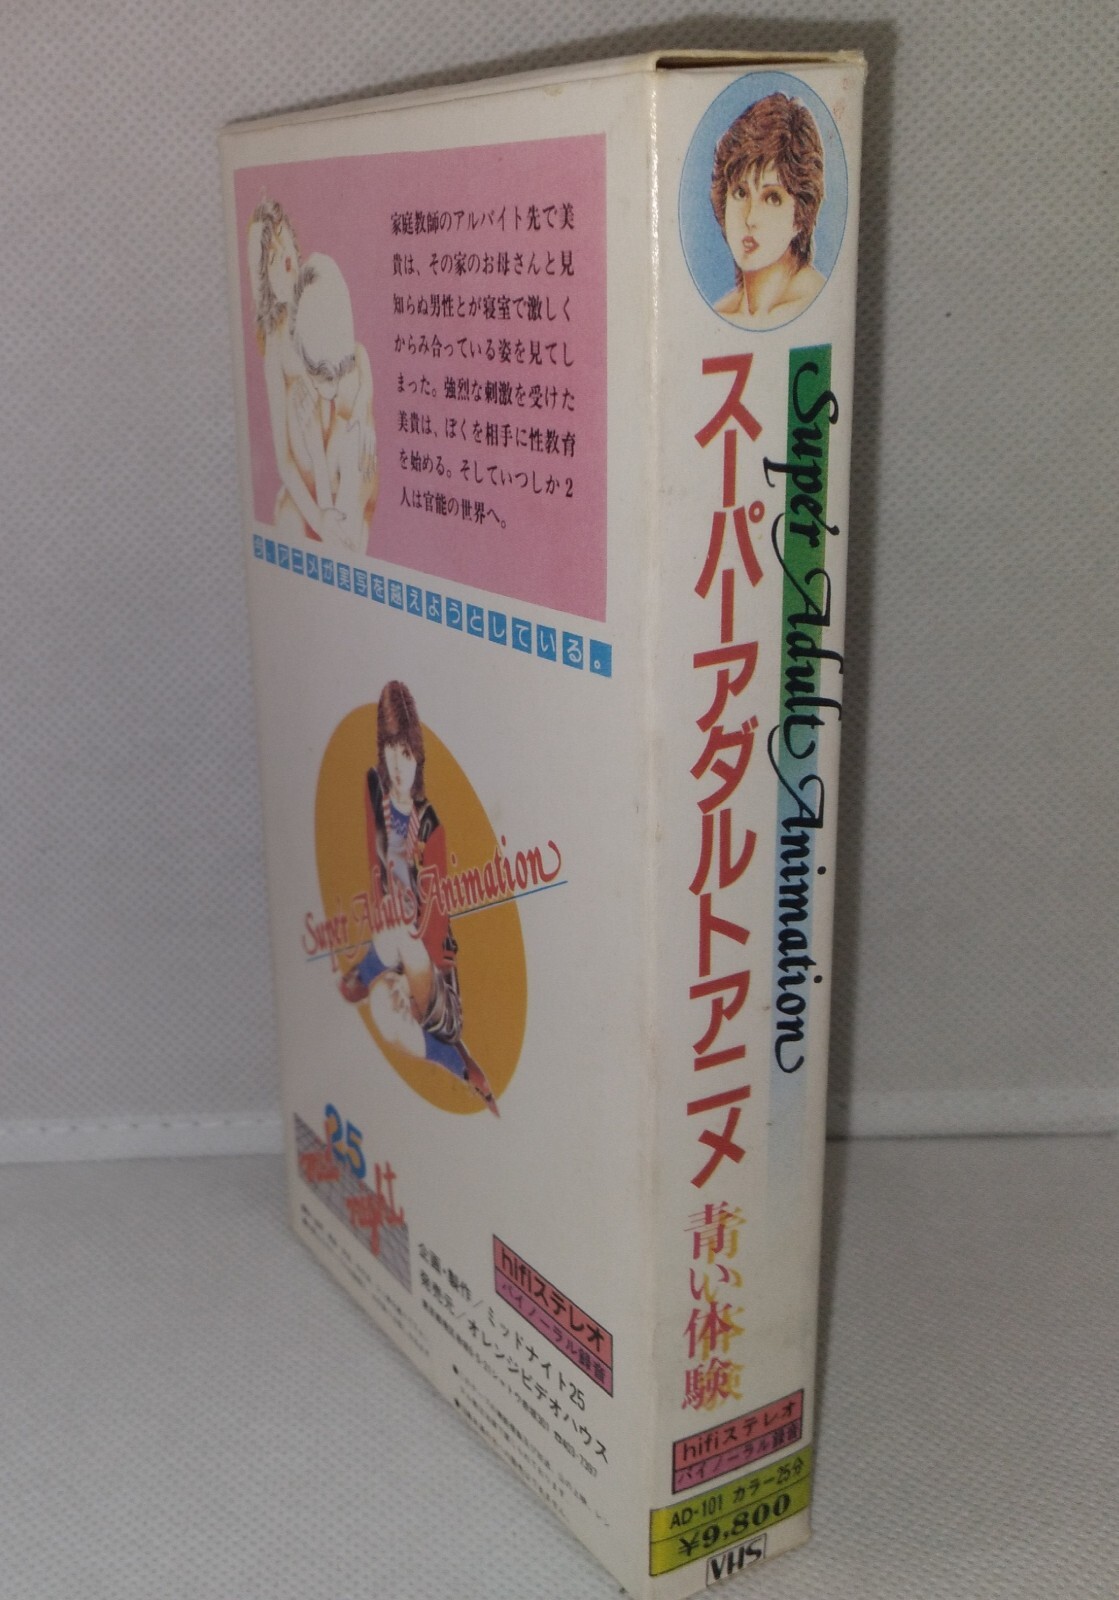 家庭教師のアルバイト先で美
貴は、その家のお母さんと見
知らぬ男性とが寝室で激しく
からみ合っている姿を見てし
まった。強烈な刺激を受けた
美貴は、ぼくを相手に性教育
を始める。そしていつしか2
人は官能の世界へ。
今、アニメが実写を越えようとしている。
Super Adult Animation
25
night
hifiステレオ
バイノーラル録音
企画・製作/ミッドナイト25
発売元/オレンジビデオハウス
Super Adult Animation
スーパーアダルトアニメ
青い体験
hifiステレオ
バイノーラル録音
AD-101 カラー25分
¥9,800
VHS